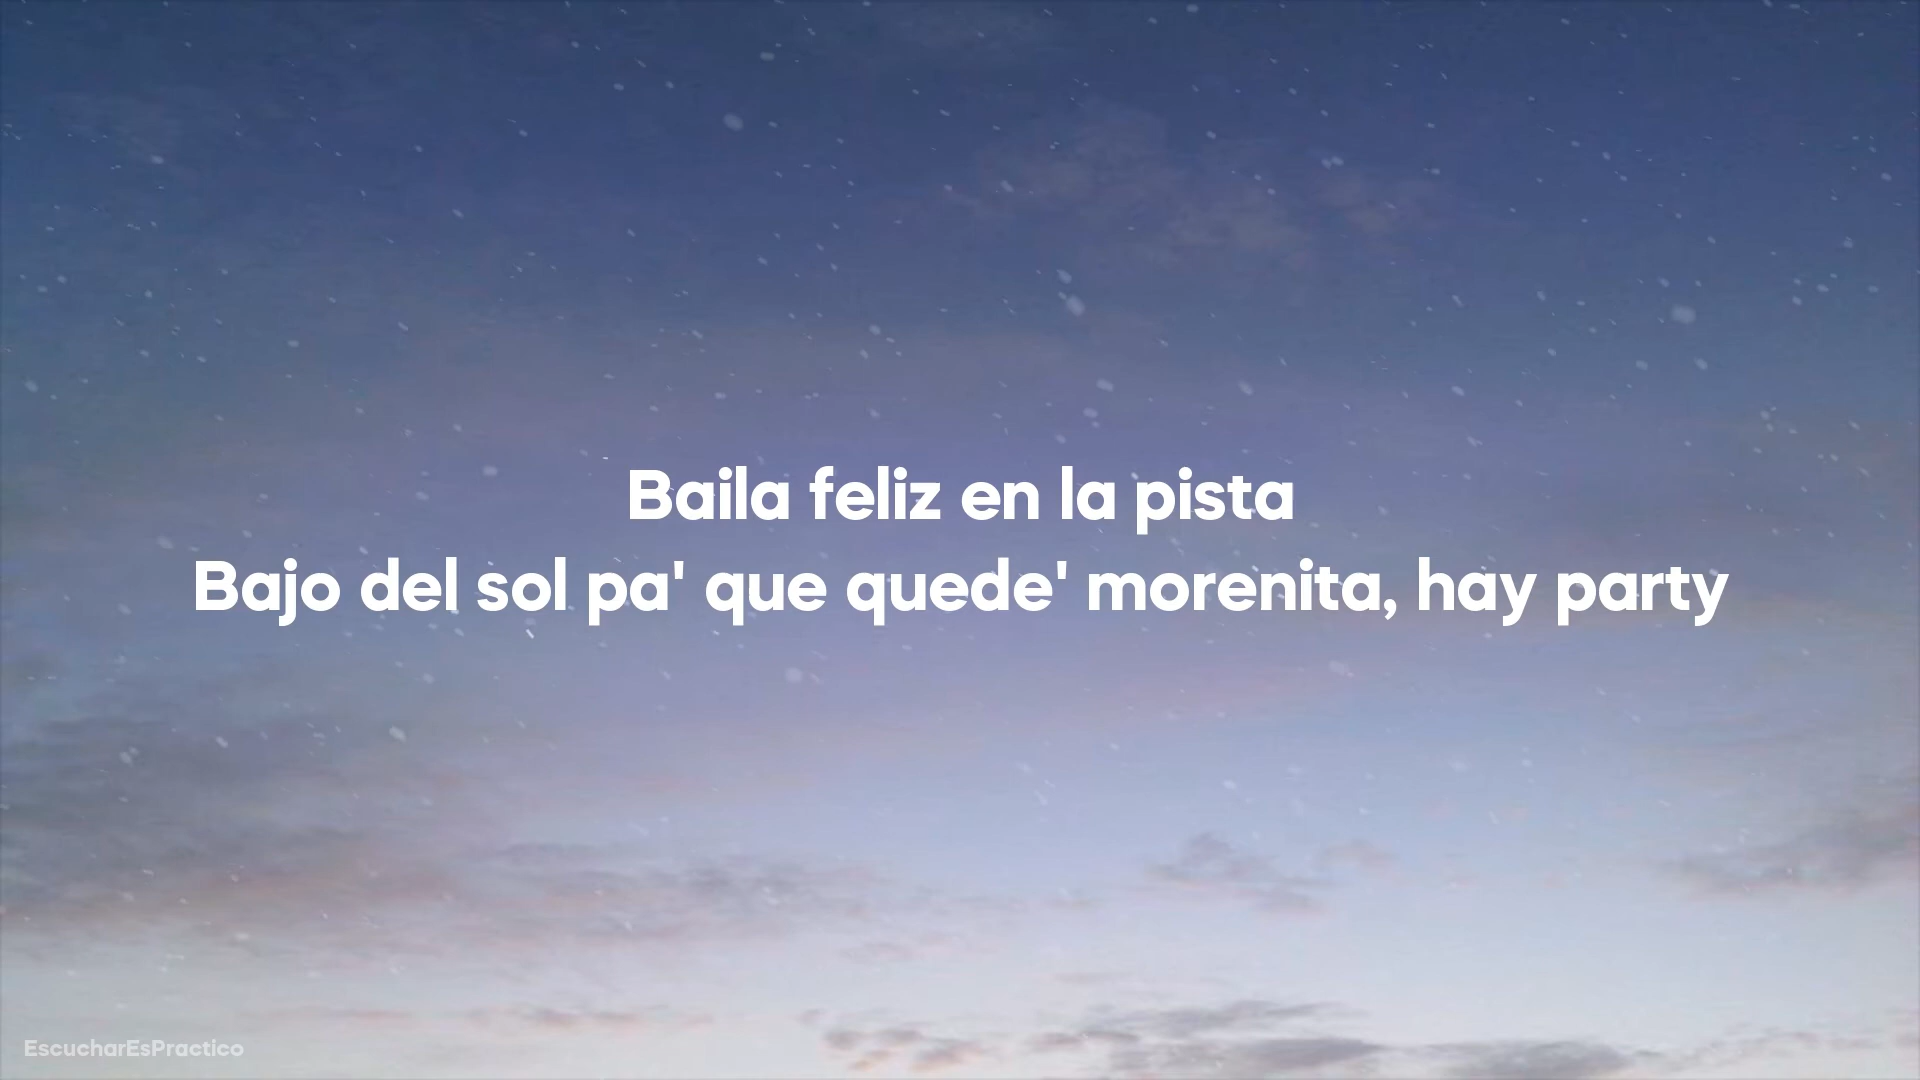 Baila feliz en la pista
Bajo del sol pa' que quede' morenita, hay party
EscucharEsPractico